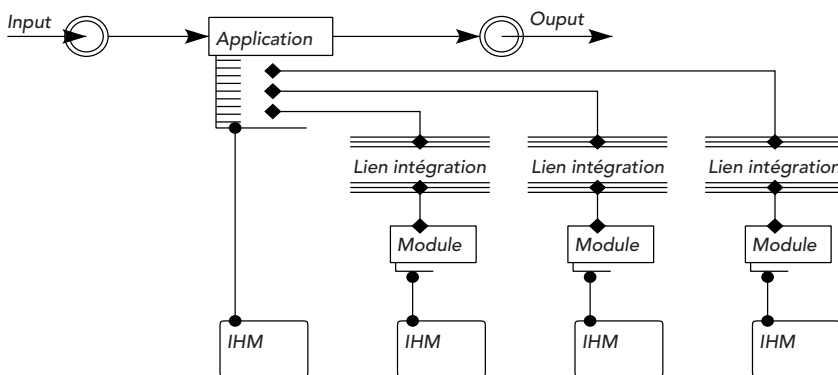 Input
Ouput
Application
Lien intégration
Lien intégration
Lien intégration
Module
Module
Module
IHM
IHM
IHM
IHM